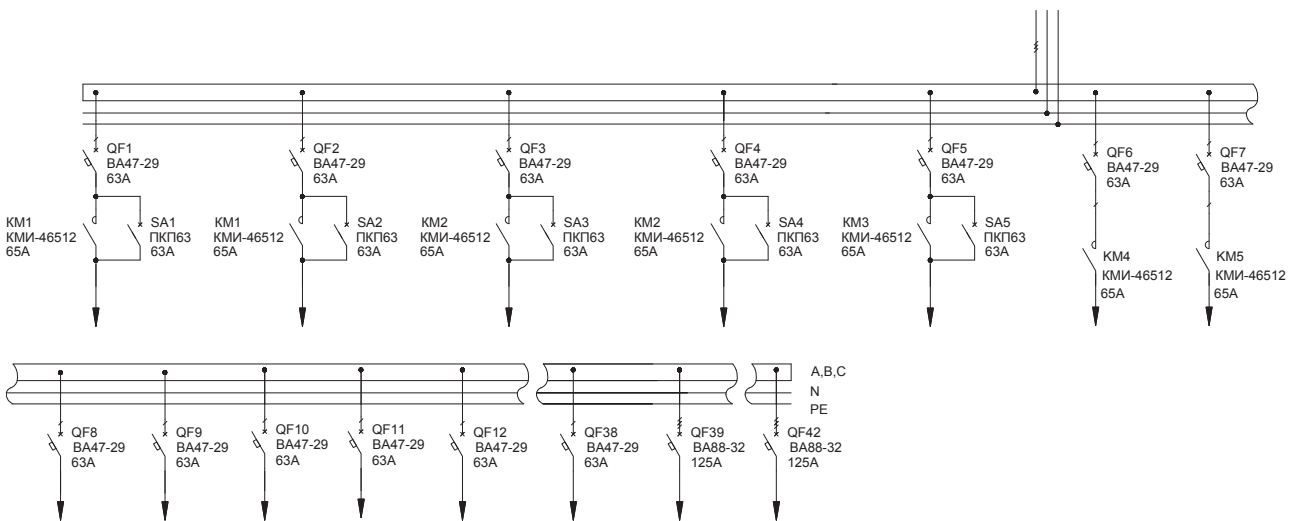 QF1
ВА47-29
63А
QF2
ВА47-29
63А
QF3
ВА47-29
63А
QF4
ВА47-29
63А
QF5
ВА47-29
63А
QF6
ВА47-29
63А
QF7
ВА47-29
63А
КМ1
КМИ-46512
65А
SA1
ПКП63
63А
КМ1
КМИ-46512
65А
SA2
ПКП63
63А
КМ2
КМИ-46512
65А
SA3
ПКП63
63А
КМ2
КМИ-46512
65А
SA4
ПКП63
63А
КМ3
КМИ-46512
65А
SA5
ПКП63
63А
КМ4
КМИ-46512
65А
КМ5
КМИ-46512
65А
A,B,C
N
PE
QF8
ВА47-29
63А
QF9
ВА47-29
63А
QF10
ВА47-29
63А
QF11
ВА47-29
63А
QF12
ВА47-29
63А
QF38
ВА47-29
63А
QF39
ВА88-32
125А
QF42
ВА88-32
125А